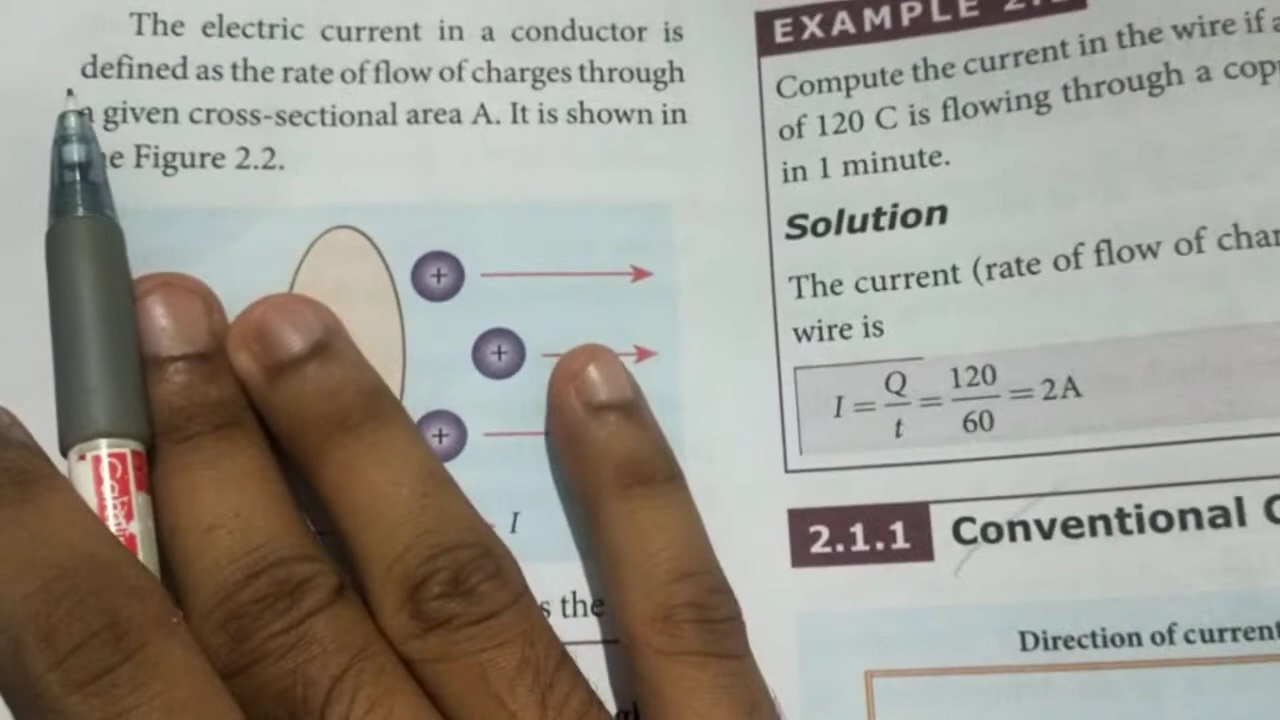 The electric current in a conductor is
defined as the rate of flow of charges through
given cross-sectional area A. It is shown in
Figure 2.2.
+
+
+
I
the
EXAMPLE
Compute the current in the wire if
of 120 C is flowing through a
in 1 minute.
Solution
The current (rate of flow of
wire is
I = Q/t = 120/60 = 2A
2.1.1 Conventional
Direction of current